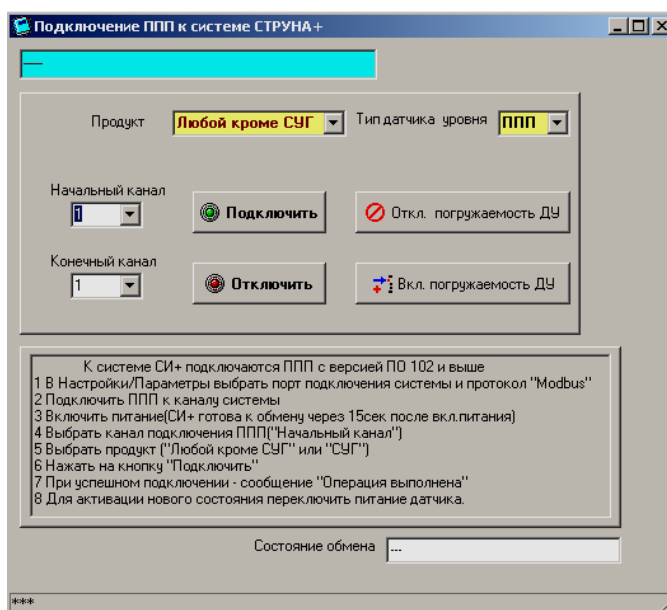 Подключение ППП к системе СТРУНА+
—
Продукт Любой кроме СУГ Тип датчика уровня ППП
Начальный канал
1 Подключить Откл. погружаемость ДУ
Конечный канал
1 Отключить Вкл. погружаемость ДУ
К системе СИ+ подключаются ППП с версией ПО 102 и выше
1 В Настройки/Параметры выбрать порт подключения системы и протокол "Modbus"
2 Подключить ППП к каналу системы
3 Включить питание(СИ+ готова к обмену через 15сек после вкл.питания)
4 Выбрать канал подключения ППП("Начальный канал")
5 Выбрать продукт ("Любой кроме СУГ" или "СУГ")
6 Нажать на кнопку "Подключить"
7 При успешном подключении - сообщение "Операция выполнена"
8 Для активации нового состояния переключить питание датчика.
Состояние обмена ...
***